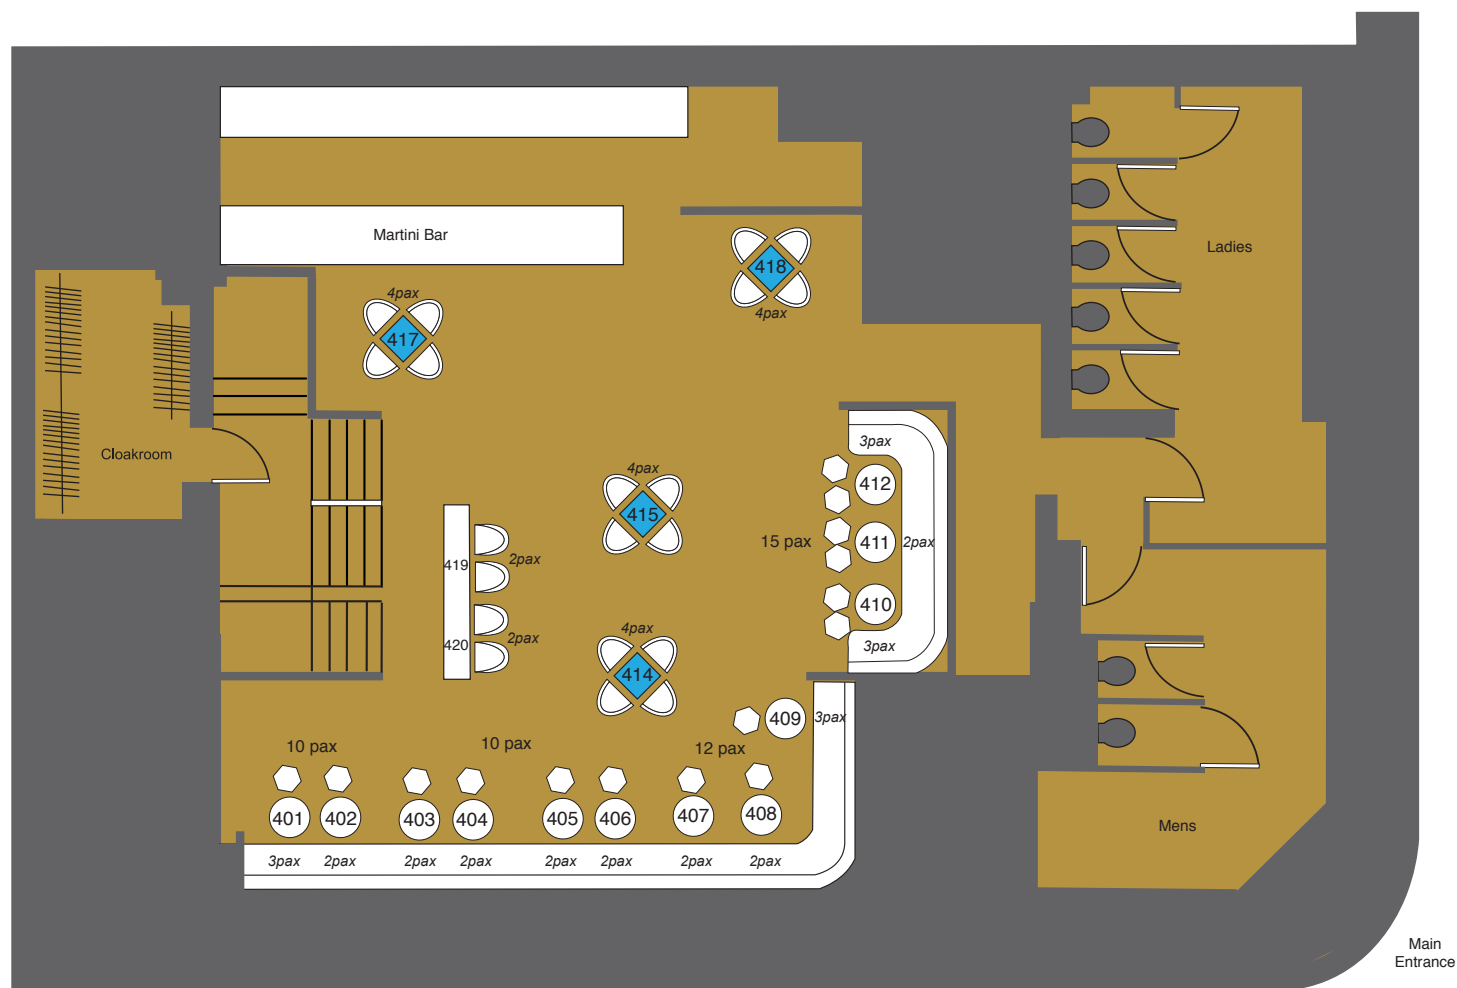 Martini Bar
418
4pax
4pax
417
Ladies
Cloakroom
3pax
412
4pax
415
15 pax
411
2pax
419
2pax
410
420
2pax
3pax
4pax
414
409
3pax
10 pax
10 pax
12 pax
401
402
403
404
405
406
407
408
3pax
2pax
2pax
2pax
2pax
2pax
2pax
2pax
Mens
Main
Entrance